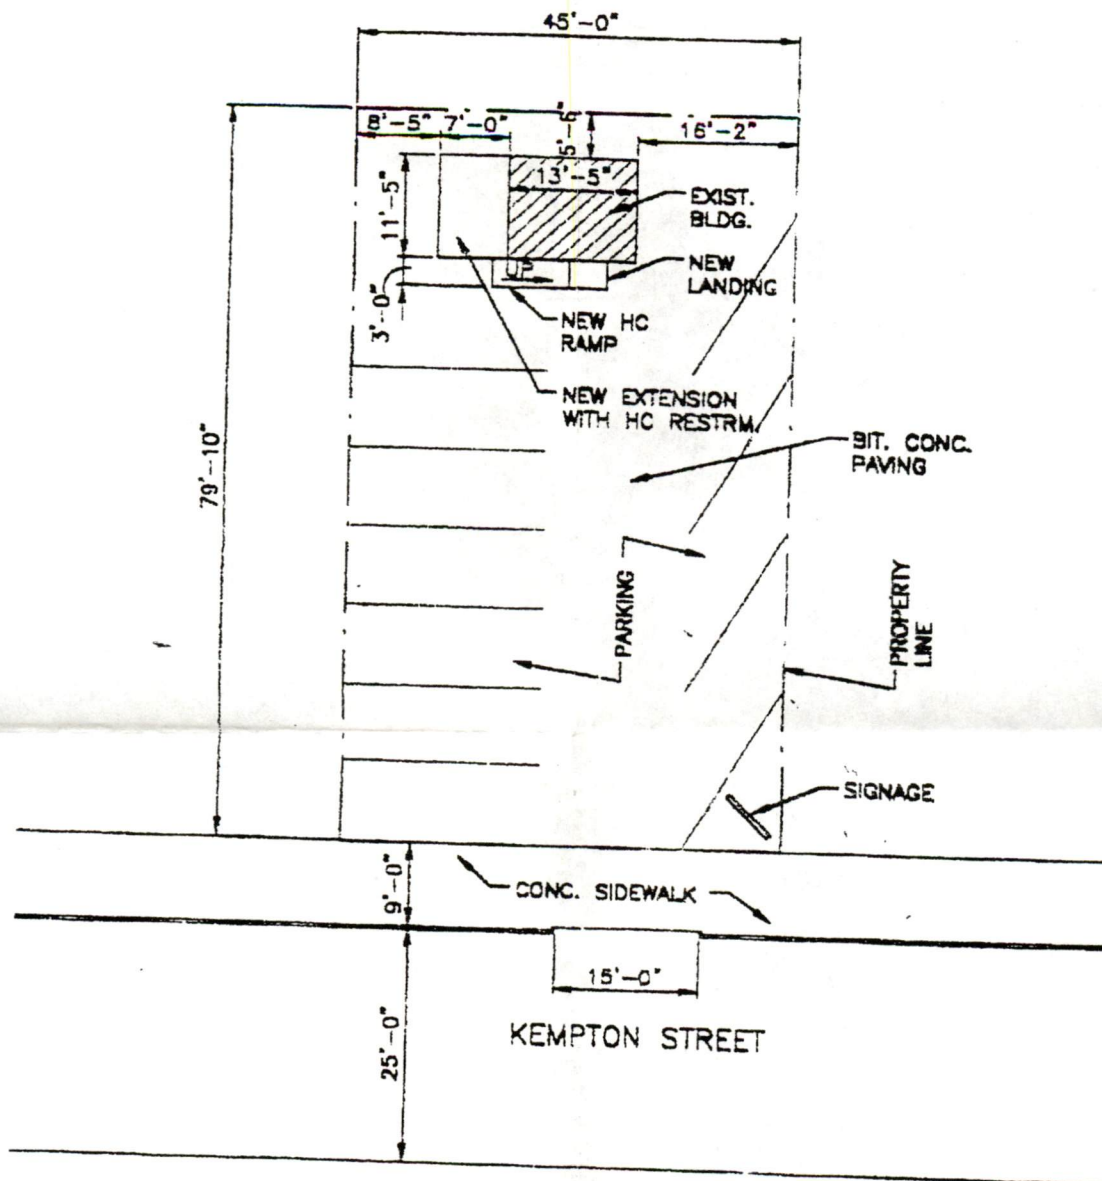 45'-0"
8'-5"
7'-0"
5'-6"
16'-2"
13'-5"
11'-5"
EXIST.
BLDG.
NEW
LANDING
UP
3'-0"
NEW HC
RAMP
NEW EXTENSION
WITH HC RESTRM.
BIT. CONC.
PAVING
79'-10"
PARKING
PROPERTY
LINE
SIGNAGE
9'-0"
CONC. SIDEWALK
15'-0"
25'-0"
KEMPTON STREET